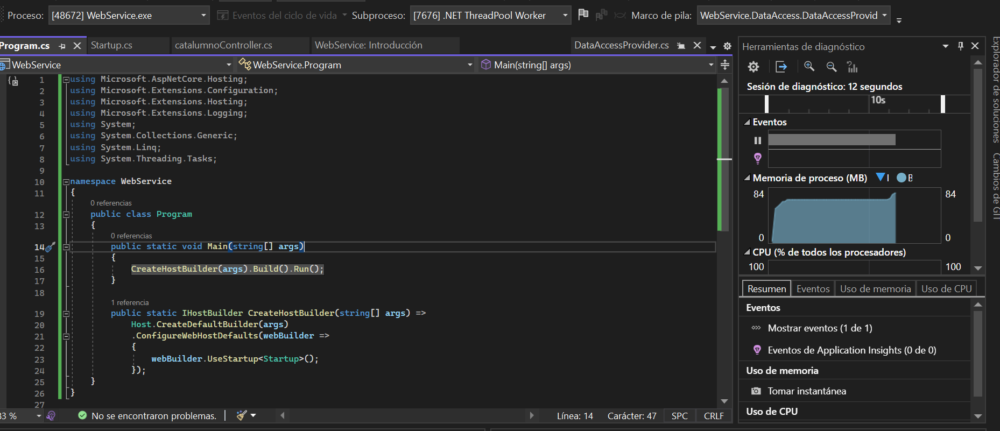 Proceso: [48672] WebService.exe Eventos del ciclo de vida Subproceso: [7676] .NET ThreadPool Worker Marco de pila: WebService.DataAccess.DataAccessProvid
Program.cs Startup.cs catalumnoController.cs WebService: Introducción DataAccessProvider.cs
WebService WebService.Program Main(string[] args)
1 using Microsoft.AspNetCore.Hosting;
2 using Microsoft.Extensions.Configuration;
3 using Microsoft.Extensions.Hosting;
4 using Microsoft.Extensions.Logging;
5 using System;
6 using System.Collections.Generic;
7 using System.Linq;
8 using System.Threading.Tasks;
9
10 namespace WebService
11 {
0 referencias
12 public class Program
13 {
0 referencias
14 public static void Main(string[] args)
15 {
16 CreateHostBuilder(args).Build().Run();
17 }
18
1 referencia
19 public static IHostBuilder CreateHostBuilder(string[] args) =>
20 Host.CreateDefaultBuilder(args)
21 .ConfigureWebHostDefaults(webBuilder =>
22 {
23 webBuilder.UseStartup<Startup>();
24 });
25 }
26 }
27
83 % No se encontraron problemas. Línea: 14 Carácter: 47 SPC CRLF
Herramientas de diagnóstico
Sesión de diagnóstico: 12 segundos
10s
Eventos
Memoria de proceso (MB) I B
84 84
0 0
CPU (% de todos los procesadores)
100 100
Resumen Eventos Uso de memoria Uso de CPU
Eventos
Mostrar eventos (1 de 1)
Eventos de Application Insights (0 de 0)
Uso de memoria
Tomar instantánea
Uso de CPU
Explorador de soluciones
Cambios de GIT